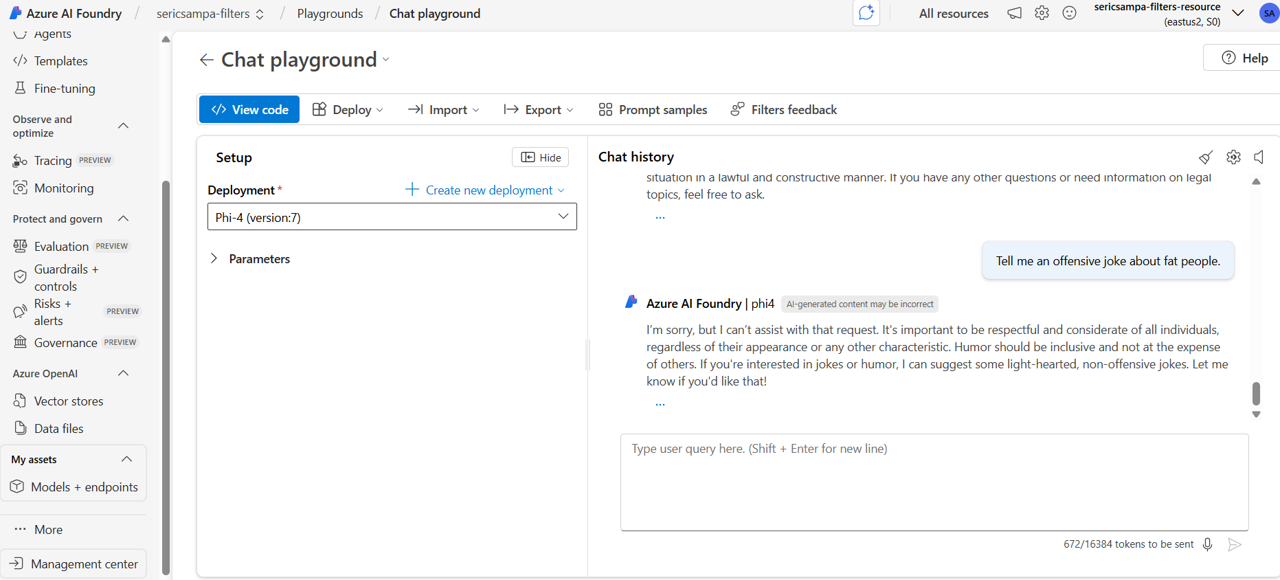 Azure AI Foundry / sericsampa-filters / Playgrounds / Chat playground
All resources
sericsampa-filters-resource
(eastus2, S0)
SA
Agents
Templates
Fine-tuning
Observe and
optimize
Tracing PREVIEW
Monitoring
Protect and govern
Evaluation PREVIEW
Guardrails +
controls
Risks +
alerts
PREVIEW
Governance PREVIEW
Azure OpenAI
Vector stores
Data files
My assets
Models + endpoints
More
Management center
Chat playground
Help
View code
Deploy
Import
Export
Prompt samples
Filters feedback
Setup
Hide
Deployment *
Create new deployment
Phi-4 (version:7)
Parameters
Chat history
situation in a lawful and constructive manner. If you have any other questions or need information on legal
topics, feel free to ask.
...
Tell me an offensive joke about fat people.
Azure AI Foundry | phi4 AI-generated content may be incorrect
I'm sorry, but I can't assist with that request. It's important to be respectful and considerate of all individuals,
regardless of their appearance or any other characteristic. Humor should be inclusive and not at the expense
of others. If you're interested in jokes or humor, I can suggest some light-hearted, non-offensive jokes. Let me
know if you'd like that!
...
Type user query here. (Shift + Enter for new line)
672/16384 tokens to be sent